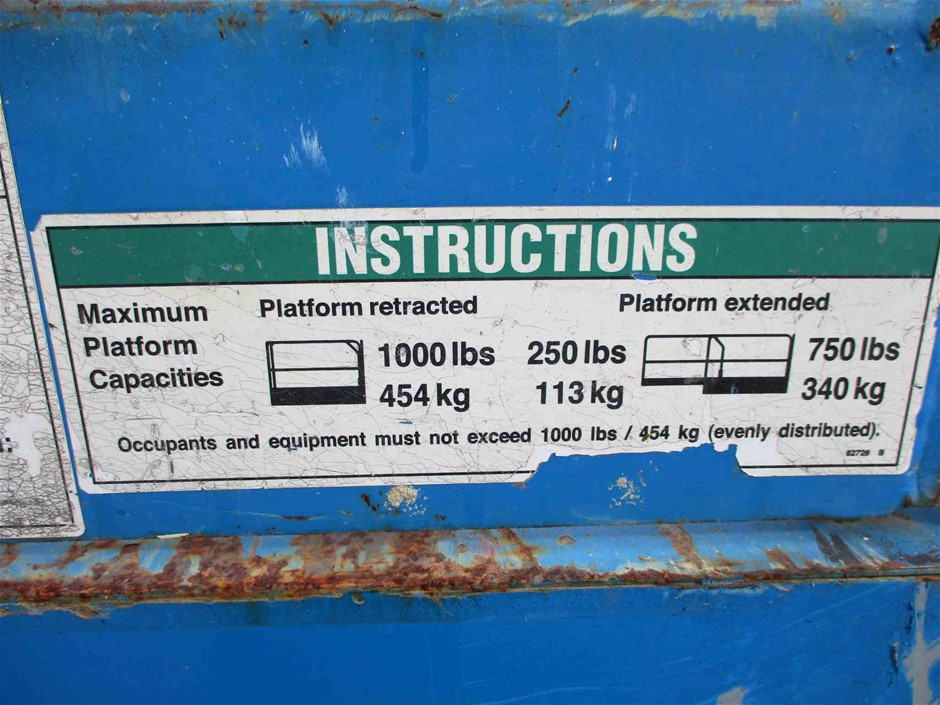 INSTRUCTIONS
Maximum Platform Capacities
Platform retracted
1000 lbs
454 kg
Platform extended
250 lbs
113 kg
750 lbs
340 kg
Occupants and equipment must not exceed 1000 lbs / 454 kg (evenly distributed).